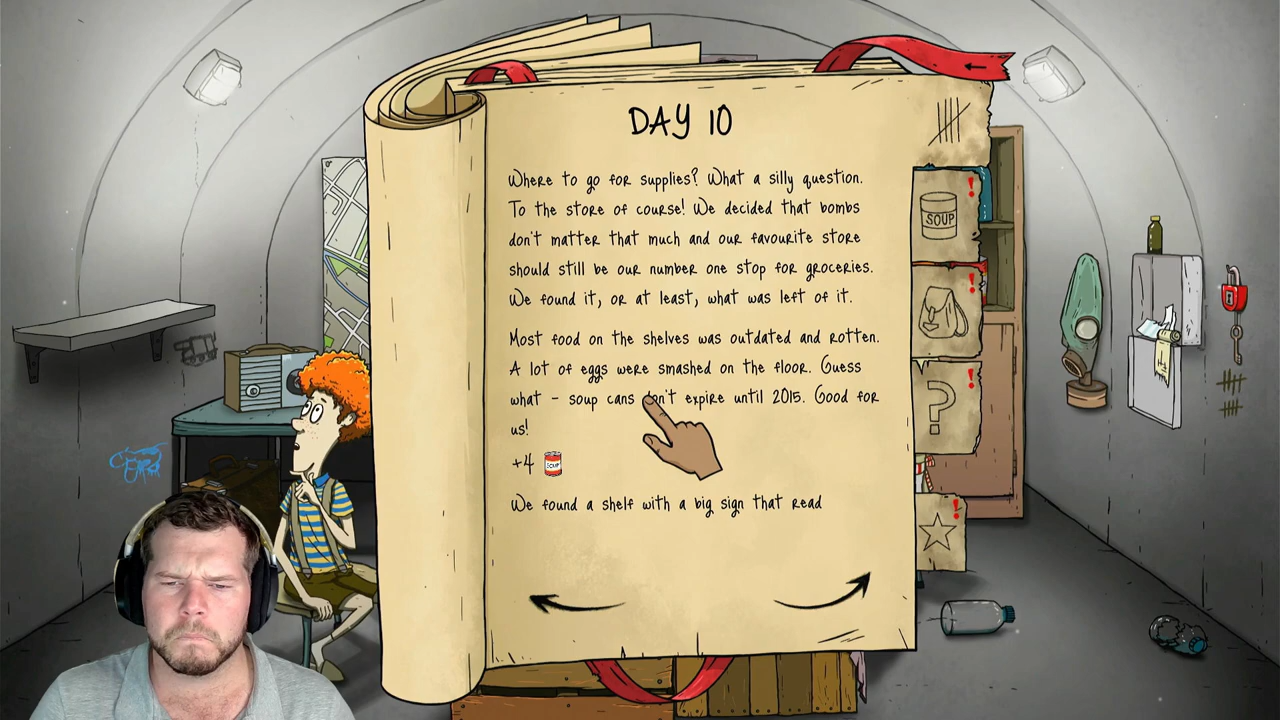 DAY 10
Where to go for supplies? What a silly question.
To the store of course! We decided that bombs
don't matter that much and our favourite store
should still be our number one stop for groceries.
We found it, or at least, what was left of it.
Most food on the shelves was outdated and rotten.
A lot of eggs were smashed on the floor. Guess
what - soup cans don't expire until 2015. Good for
us!
+4 SOUP
We found a shelf with a big sign that read
SOUP
!
!
?
!
!